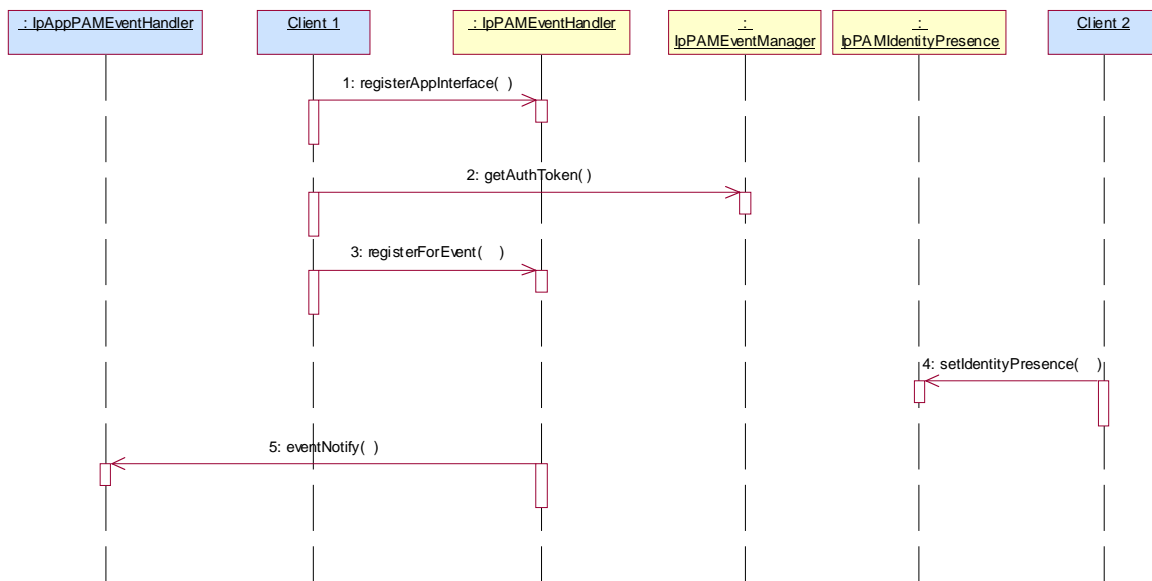 : IpAppPAMEventHandler
Client 1
: IpPAMEventHandler
:
IpPAMEventManager
:
IpPAMIdentityPresence
Client 2
1: registerAppInterface( )
2: getAuthToken( )
3: registerForEvent( )
4: setIdentityPresence( )
5: eventNotify( )